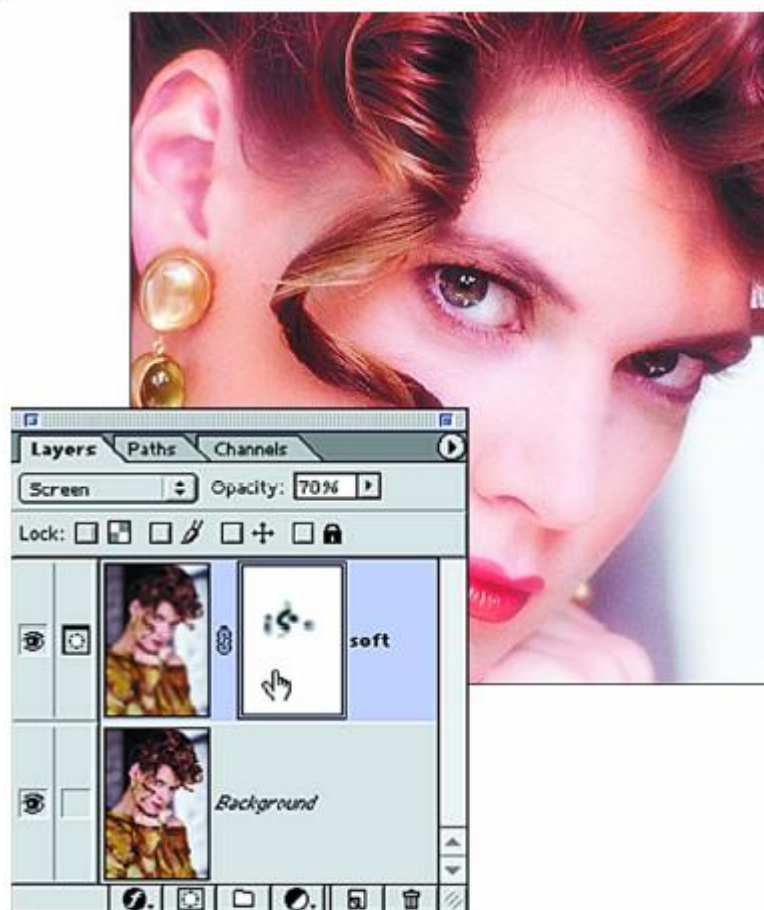 Layers Paths Channels
Screen Opacity: 70%
Lock:
soft
Background